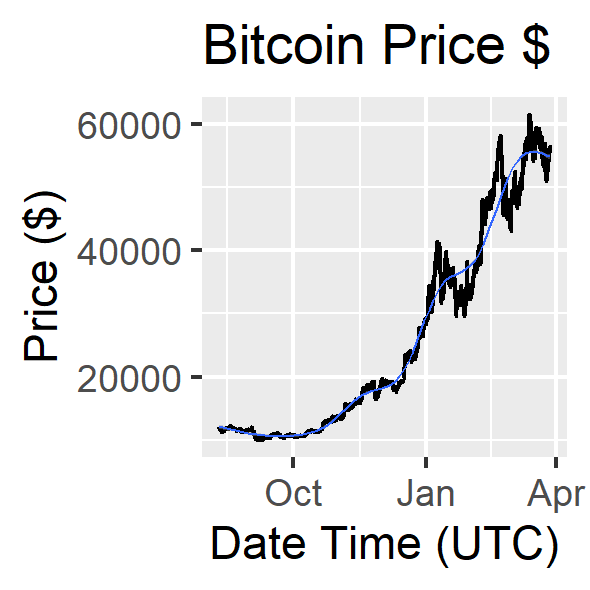 Bitcoin Price $
Price ($)
60000
40000
20000
Oct Jan Apr
Date Time (UTC)